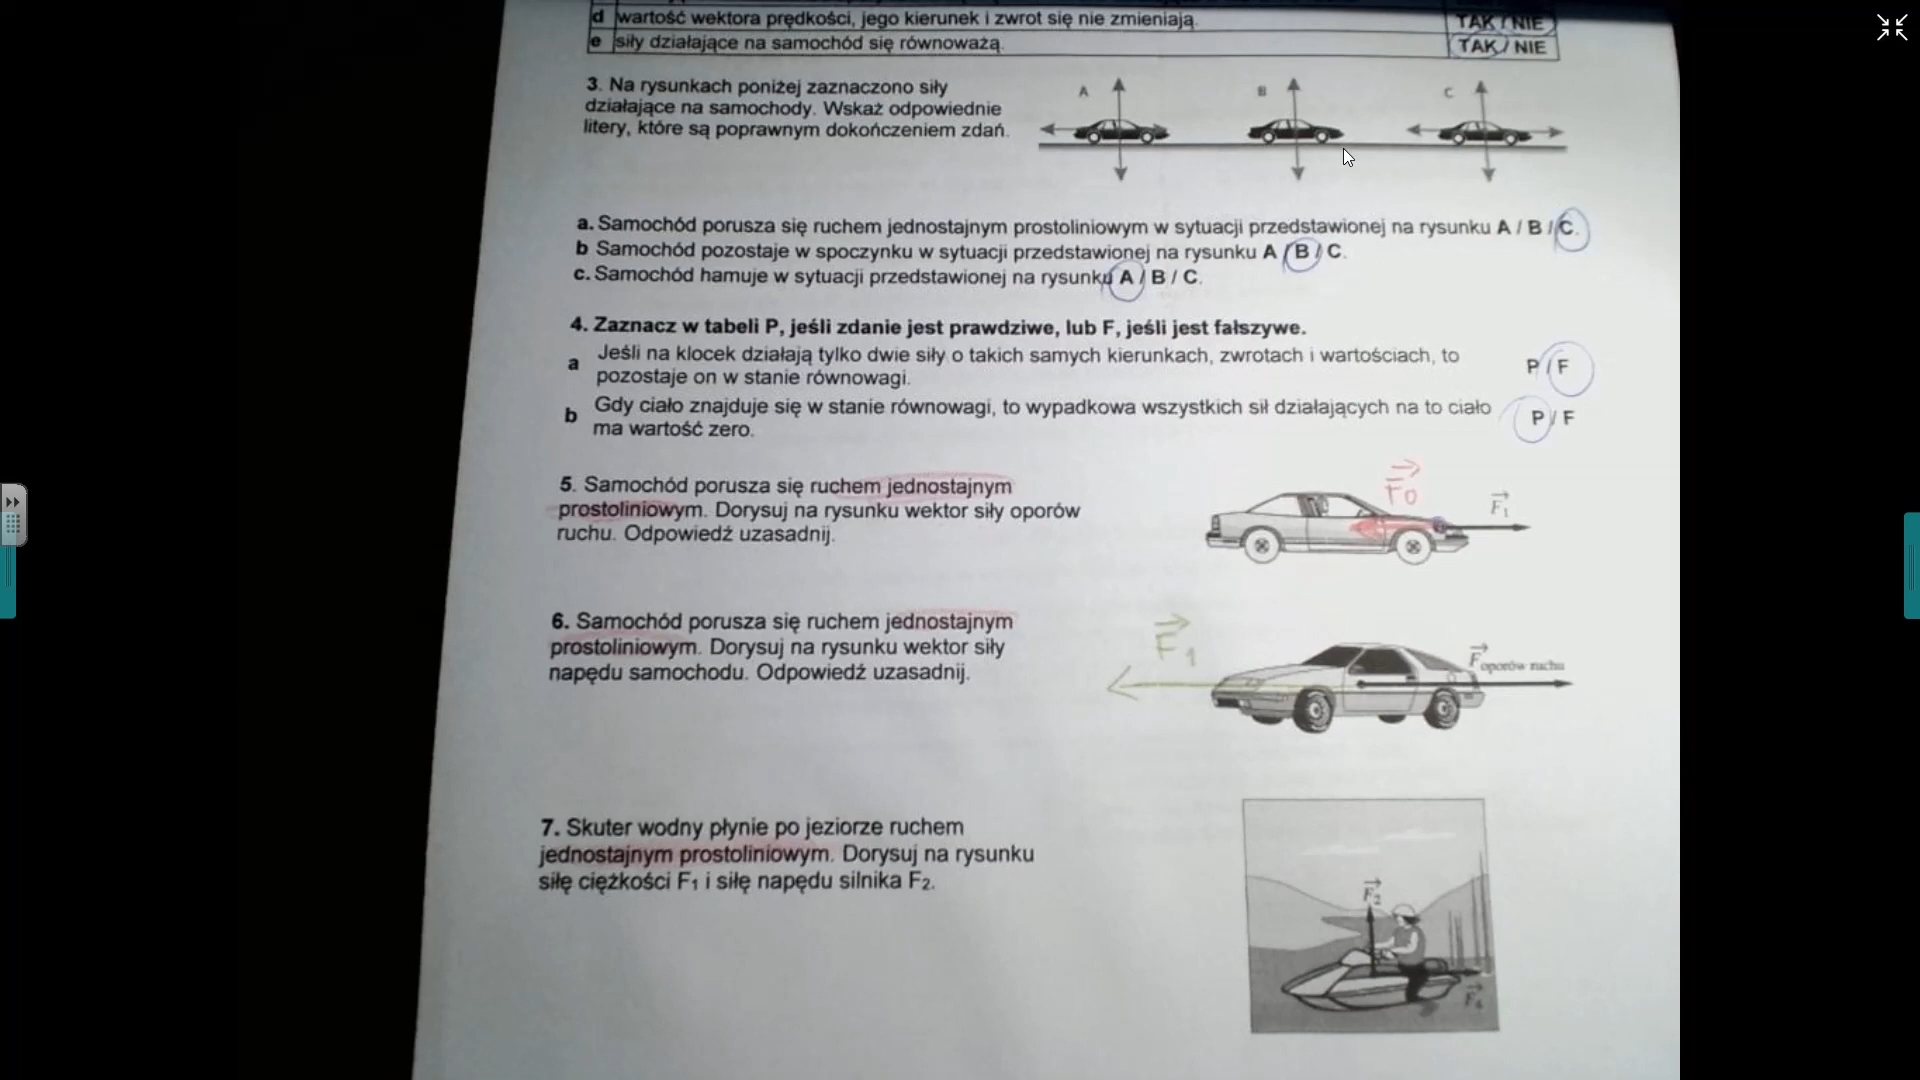 d wartość wektora prędkości, jego kierunek i zwrot się nie zmieniają. TAK / NIE
e siły działające na samochód się równoważą. TAK / NIE
3. Na rysunkach poniżej zaznaczono siły
działające na samochody. Wskaż odpowiednie
litery, które są poprawnym dokończeniem zdań.
A B C
a. Samochód porusza się ruchem jednostajnym prostoliniowym w sytuacji przedstawionej na rysunku A / B / C.
b Samochód pozostaje w spoczynku w sytuacji przedstawionej na rysunku A / B / C.
c. Samochód hamuje w sytuacji przedstawionej na rysunku A / B / C.
4. Zaznacz w tabeli P, jeśli zdanie jest prawdziwe, lub F, jeśli jest fałszywe.
a Jeśli na klocek działają tylko dwie siły o takich samych kierunkach, zwrotach i wartościach, to
pozostaje on w stanie równowagi.
P / F
b Gdy ciało znajduje się w stanie równowagi, to wypadkowa wszystkich sił działających na to ciało
ma wartość zero.
P / F
5. Samochód porusza się ruchem jednostajnym
prostoliniowym. Dorysuj na rysunku wektor siły oporów
ruchu. Odpowiedź uzasadnij.
F0
F1
6. Samochód porusza się ruchem jednostajnym
prostoliniowym. Dorysuj na rysunku wektor siły
napędu samochodu. Odpowiedź uzasadnij.
F1
F oporów ruchu
7. Skuter wodny płynie po jeziorze ruchem
jednostajnym prostoliniowym. Dorysuj na rysunku
siłę ciężkości F1 i siłę napędu silnika F2.
F2